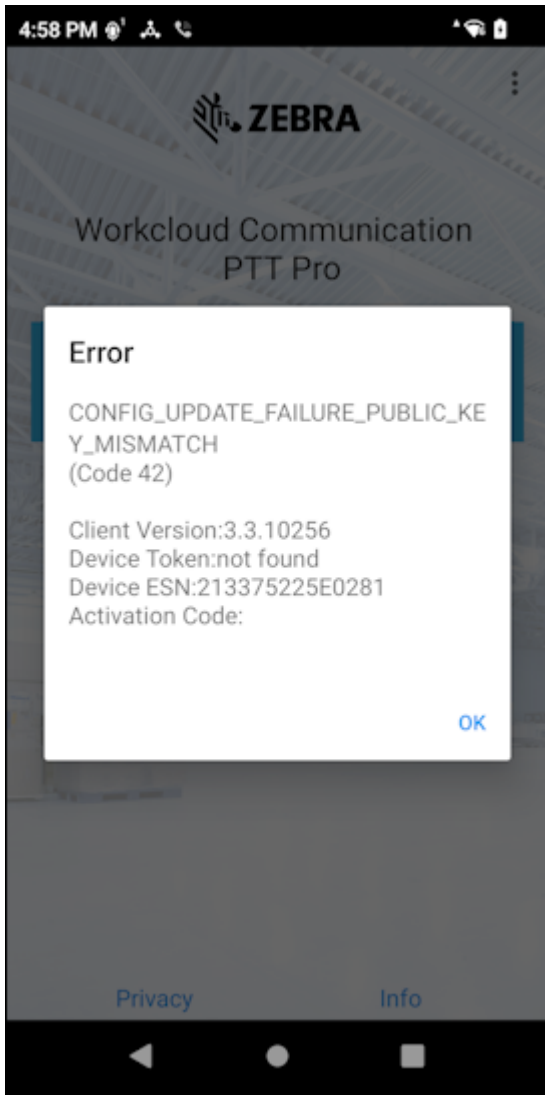 4:58 PM
ZEBRA
Workcloud Communication
PTT Pro
Error
CONFIG_UPDATE_FAILURE_PUBLIC_KE
Y_MISMATCH
(Code 42)
Client Version:3.3.10256
Device Token:not found
Device ESN:213375225E0281
Activation Code:
OK
Privacy
Info